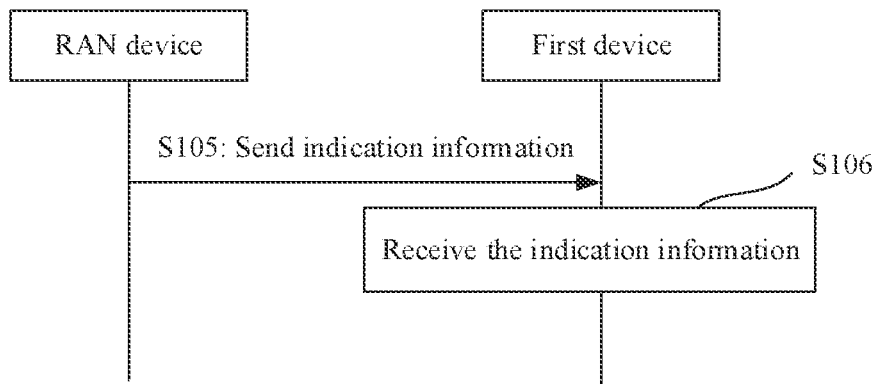 RAN device
First device
S105: Send indication information
S106
Receive the indication information